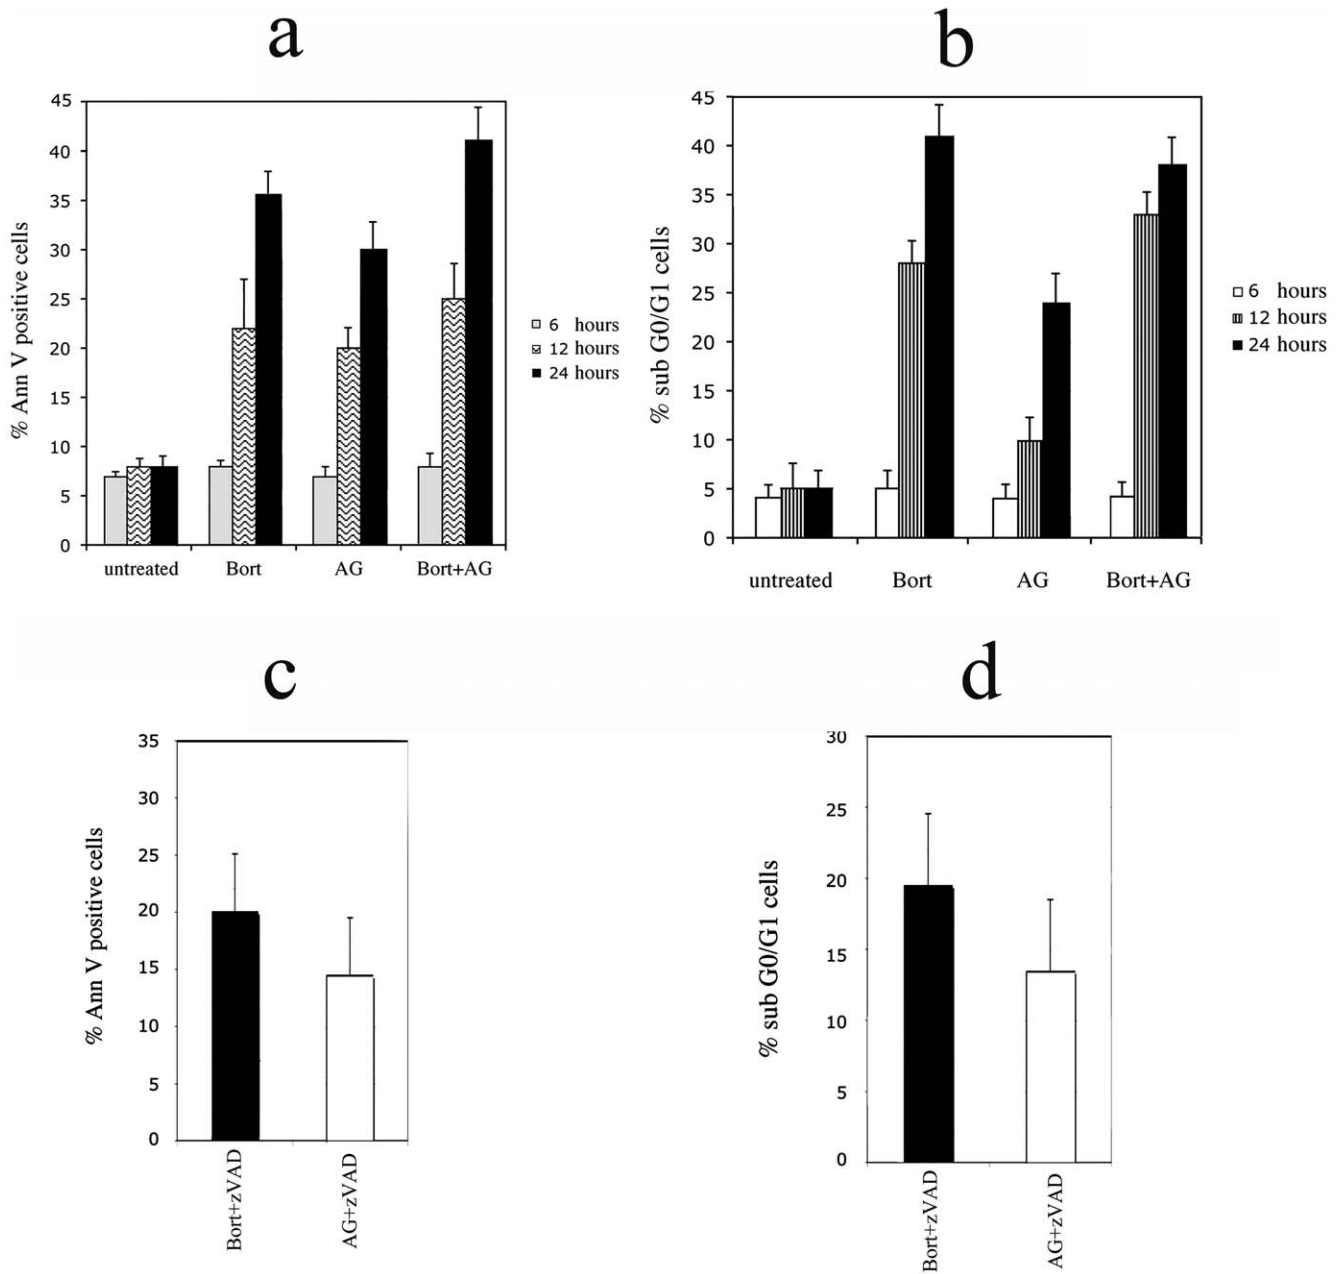 a
% Ann V positive cells
45
40
35
30
25
20
15
10
5
0
untreated Bort AG Bort+AG
6 hours
12 hours
24 hours
b
% sub G0/G1 cells
45
40
35
30
25
20
15
10
5
0
untreated Bort AG Bort+AG
6 hours
12 hours
24 hours
c
% Ann V positive cells
35
30
25
20
15
10
5
0
Bort+zVAD
AG+zVAD
d
% sub G0/G1 cells
30
25
20
15
10
5
0
Bort+zVAD
AG+zVAD